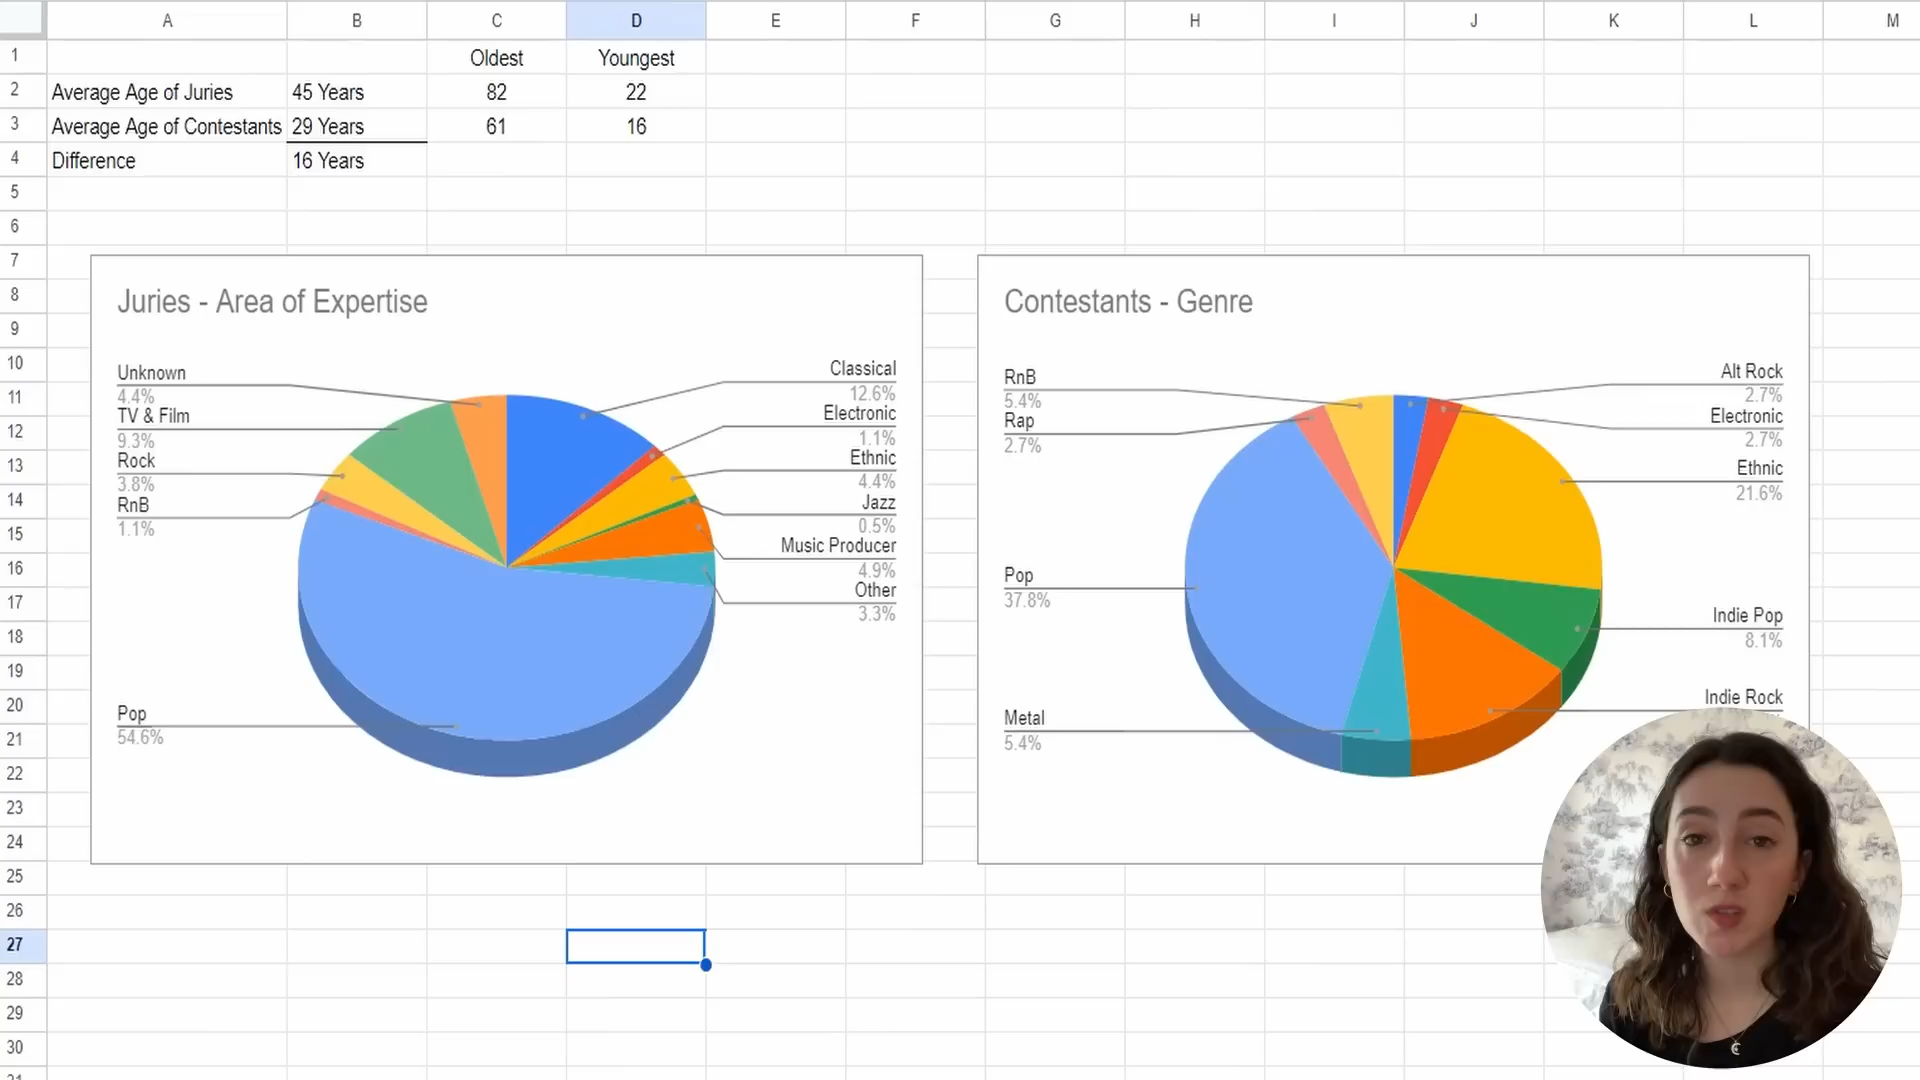 A B C D E F G H I J K L M
1 Oldest Youngest
2 Average Age of Juries 45 Years 82 22
3 Average Age of Contestants 29 Years 61 16
4 Difference 16 Years
5
6
7
8
9
10
11
12
13
14
15
16
17
18
19
20
21
22
23
24
25
26
27
28
29
30
Juries - Area of Expertise
Unknown
4.4%
TV & Film
9.3%
Rock
3.8%
RnB
1.1%
Pop
54.6%
Classical
12.6%
Electronic
1.1%
Ethnic
4.4%
Jazz
0.5%
Music Producer
4.9%
Other
3.3%
Contestants - Genre
RnB
5.4%
Rap
2.7%
Pop
37.8%
Metal
5.4%
Alt Rock
2.7%
Electronic
2.7%
Ethnic
21.6%
Indie Pop
8.1%
Indie Rock